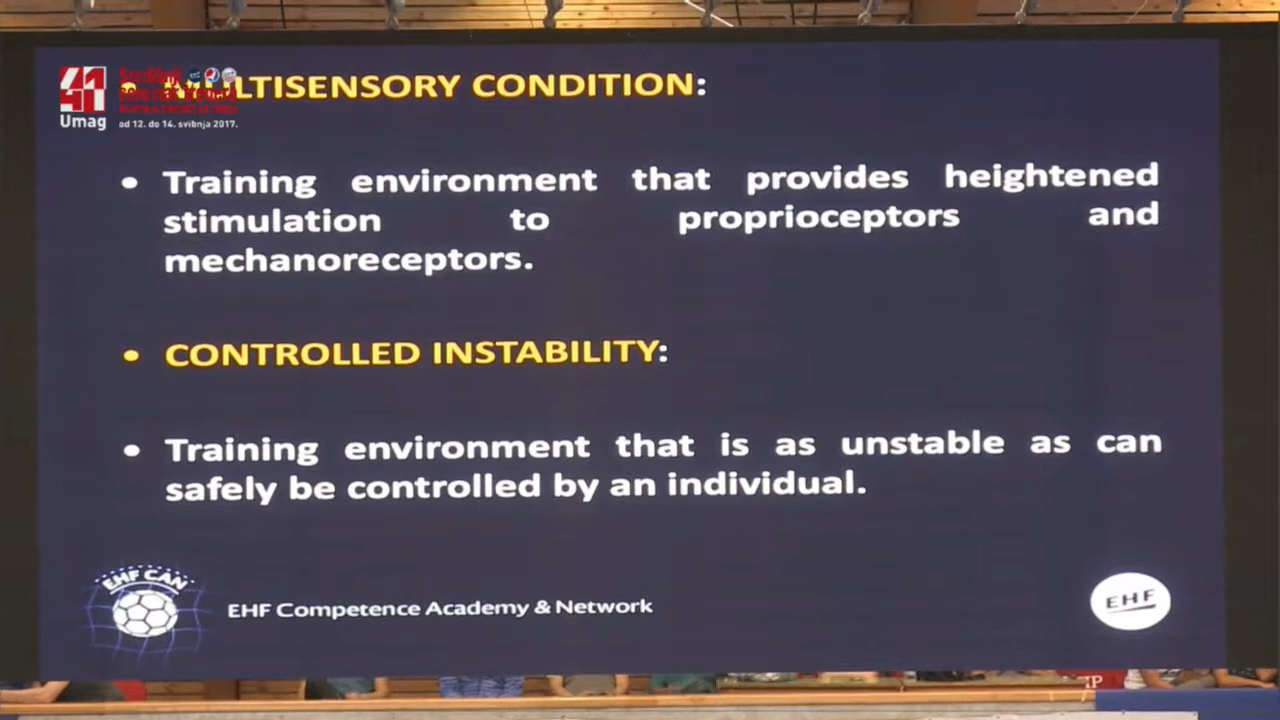 41
Umag
od 12. do 14. svibnja 2017.
• MULTISENSORY CONDITION:
• Training environment that provides heightened
stimulation to proprioceptors and
mechanoreceptors.
• CONTROLLED INSTABILITY:
• Training environment that is as unstable as can
safely be controlled by an individual.
EHF CAN
EHF Competence Academy & Network
EHF